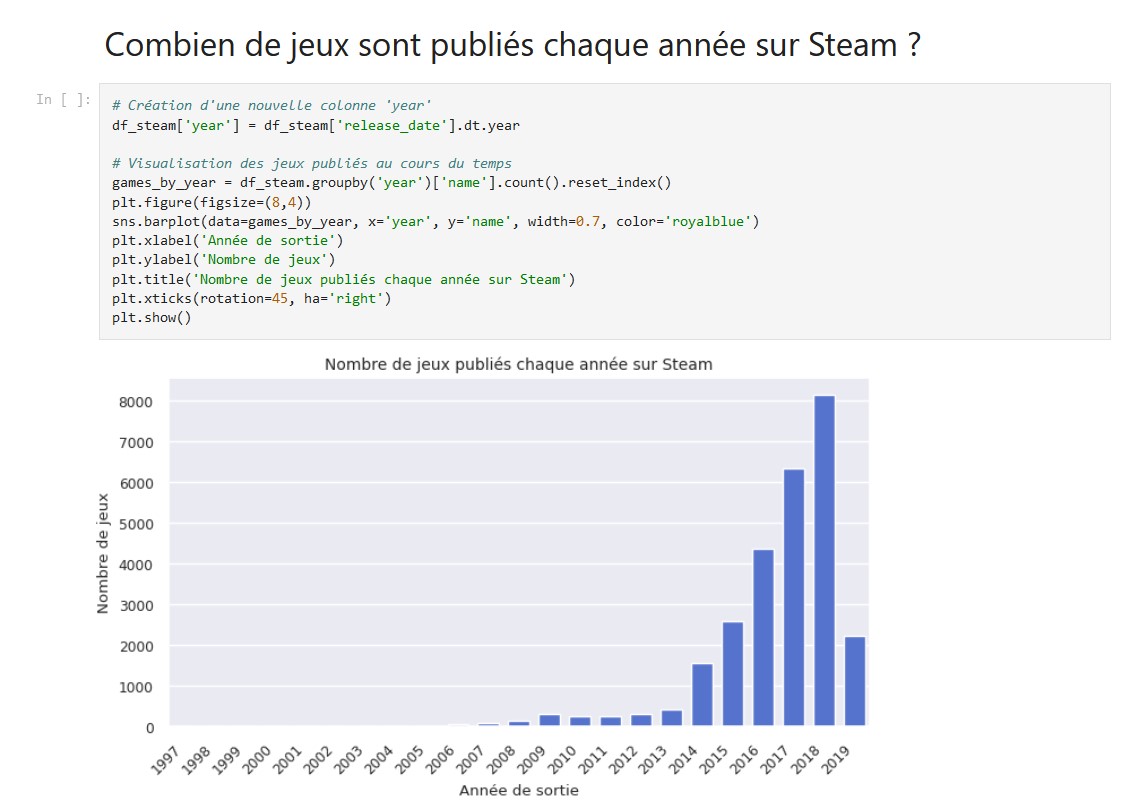 Combien de jeux sont publiés chaque année sur Steam ?
In [ ]:
# Création d'une nouvelle colonne 'year'
df_steam['year'] = df_steam['release_date'].dt.year
# Visualisation des jeux publiés au cours du temps
games_by_year = df_steam.groupby('year')['name'].count().reset_index()
plt.figure(figsize=(8,4))
sns.barplot(data=games_by_year, x='year', y='name', width=0.7, color='royalblue')
plt.xlabel('Année de sortie')
plt.ylabel('Nombre de jeux')
plt.title('Nombre de jeux publiés chaque année sur Steam')
plt.xticks(rotation=45, ha='right')
plt.show()
Nombre de jeux publiés chaque année sur Steam
Nombre de jeux
8000
7000
6000
5000
4000
3000
2000
1000
0
1997 1998 1999 2000 2001 2002 2003 2004 2005 2006 2007 2008 2009 2010 2011 2012 2013 2014 2015 2016 2017 2018 2019
Année de sortie